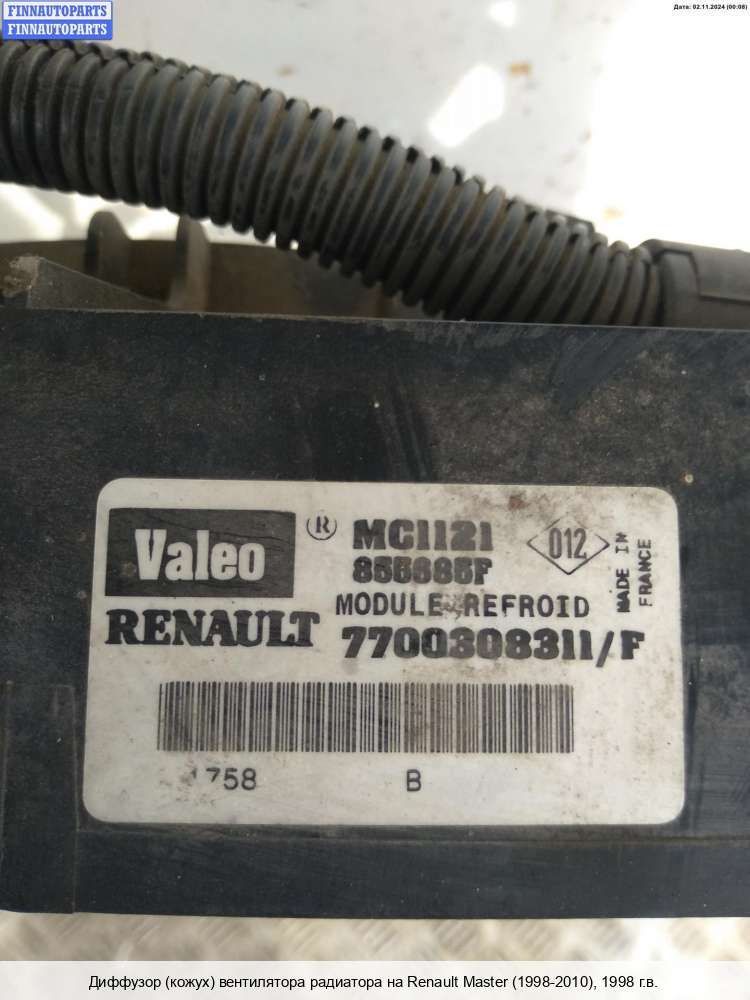 FINNAUTOPARTS
FINNAUTOPARTS
Дата: 02.11.2024 (00:08)
Valeo ® MC1121 012
855685F
MODULE REFROID
MADE IN FRANCE
RENAULT 7700308311/F
1758 B
Диффузор (кожух) вентилятора радиатора на Renault Master (1998-2010), 1998 г.в.